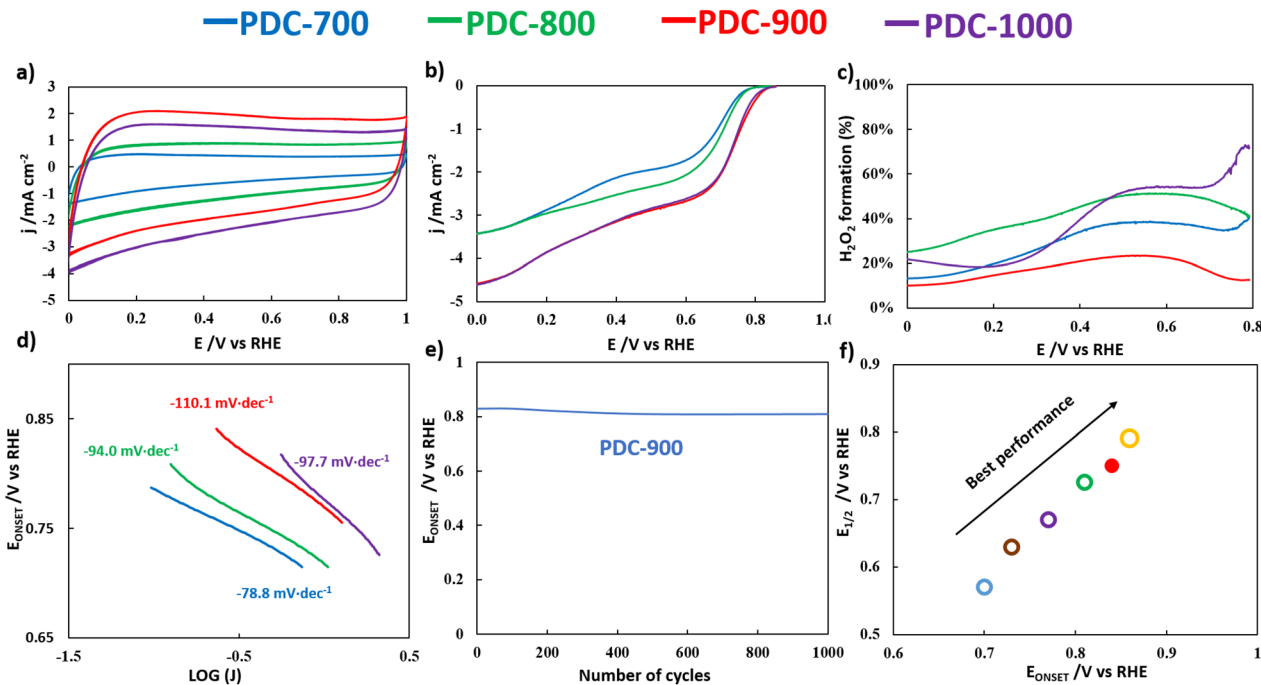 PDC-700 PDC-800 PDC-900 PDC-1000
a)
3
2
1
0
-1
-2
-3
-4
-5
j /mA cm⁻²
0 0.2 0.4 0.6 0.8 1
E /V vs RHE
b)
0
-1
-2
-3
-4
-5
j /mA cm⁻²
0.0 0.2 0.4 0.6 0.8 1.0
E /V vs RHE
c)
100%
80%
60%
40%
20%
0%
H₂O₂ formation (%)
0 0.2 0.4 0.6 0.8
E /V vs RHE
d)
0.85
0.75
0.65
E_ONSET /V vs RHE
-110.1 mV·dec⁻¹
-94.0 mV·dec⁻¹
-97.7 mV·dec⁻¹
-78.8 mV·dec⁻¹
-1.5 -0.5 0.5
LOG (J)
e)
1
0.8
0.6
0.4
0.2
0
E_ONSET /V vs RHE
PDC-900
0 200 400 600 800 1000
Number of cycles
f)
0.9
0.8
0.7
0.6
0.5
E₁/₂ /V vs RHE
Best performance
0.6 0.7 0.8 0.9 1
E_ONSET /V vs RHE